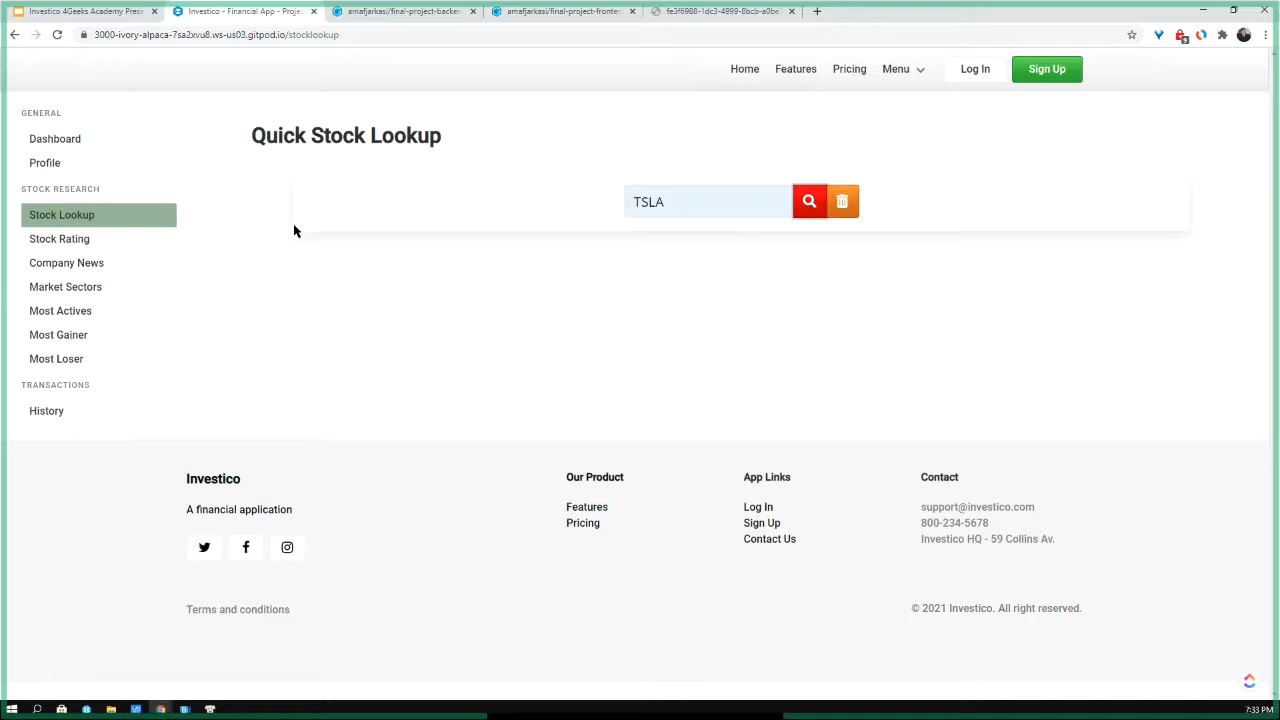 Investico 4Geeks Academy Prese
Investico - Financial App - Projec
amafjarkasi/final-project-backen
amafjarkasi/final-project-fronten
fe3f6988-1dc3-4999-8bcb-a0be
3000-ivory-alpaca-7sa2xvu8.ws-us03.gitpod.io/stocklookup
Home Features Pricing Menu Log In Sign Up
GENERAL
Dashboard
Profile
STOCK RESEARCH
Stock Lookup
Stock Rating
Company News
Market Sectors
Most Actives
Most Gainer
Most Loser
TRANSACTIONS
History
Quick Stock Lookup
TSLA
Investico
A financial application
Terms and conditions
Our Product
Features
Pricing
App Links
Log In
Sign Up
Contact Us
Contact
support@investico.com
800-234-5678
Investico HQ - 59 Collins Av.
© 2021 Investico. All right reserved.
7:33 PM